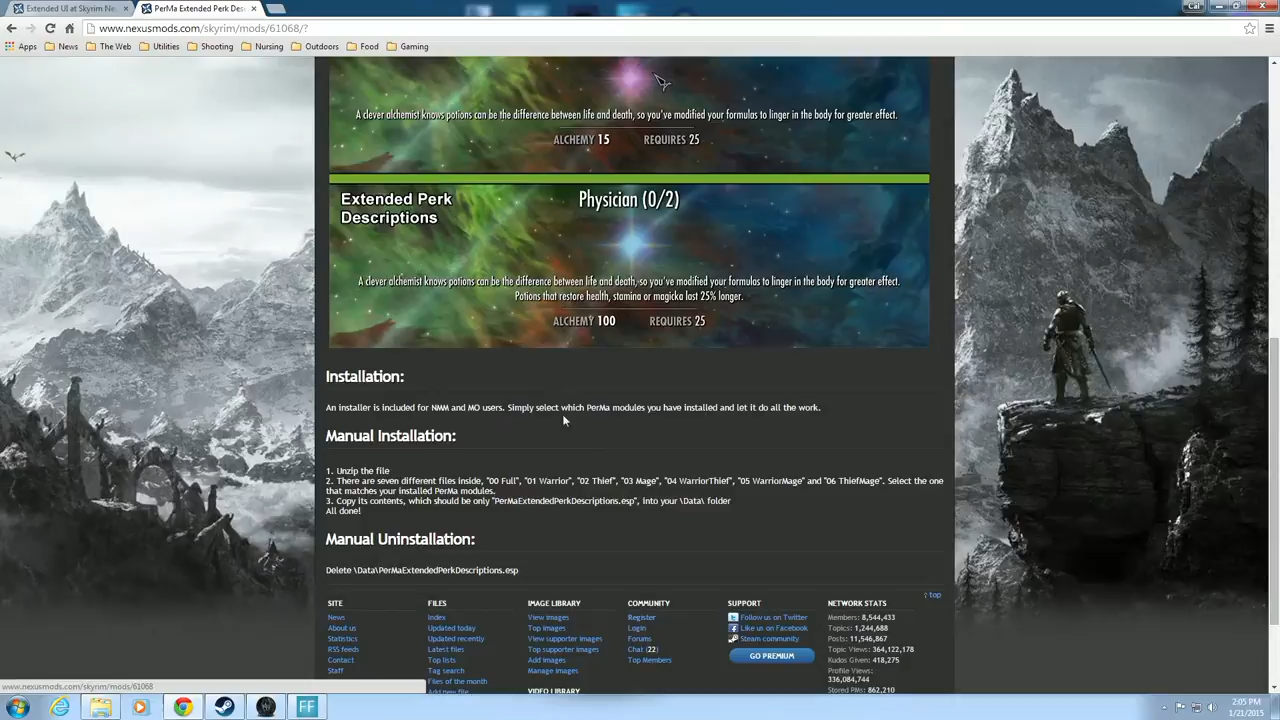 Extended UI at Skyrim Ne
PerMa Extended Perk Des
Cal
www.nexusmods.com/skyrim/mods/61068/?
Apps News The Web Utilities Shooting Nursing Outdoors Food Gaming
A clever alchemist knows potions can be the difference between life and death, so you've modified your formulas to linger in the body for greater effect.
ALCHEMY 15 REQUIRES 25
Extended Perk
Descriptions
Physician (0/2)
A clever alchemist knows potions can be the difference between life and death, so you've modified your formulas to linger in the body for greater effect.
Potions that restore health, stamina or magicka last 25% longer.
ALCHEMY 100 REQUIRES 25
Installation:
An installer is included for NMM and MO users. Simply select which PerMa modules you have installed and let it do all the work.
Manual Installation:
1. Unzip the file
2. There are seven different files inside, "00 Full", "01 Warrior", "02 Thief", "03 Mage", "04 WarriorThief", "05 WarriorMage" and "06 ThiefMage". Select the one
that matches your installed PerMa modules.
3. Copy its contents, which should be only "PerMaExtendedPerkDescriptions.esp", into your \Data\ folder
All done!
Manual Uninstallation:
Delete \Data\PerMaExtendedPerkDescriptions.esp
↑ top
SITE
News
About us
Statistics
RSS feeds
Contact
Staff
FILES
Index
Updated today
Updated recently
Latest files
Top lists
Tag search
Files of the month
Add new file
IMAGE LIBRARY
View images
Top images
View supporter images
Top supporter images
Add images
Manage images
VIDEO LIBRARY
COMMUNITY
Register
Login
Forums
Chat (22)
Top Members
SUPPORT
Follow us on Twitter
Like us on Facebook
Steam community
GO PREMIUM
NETWORK STATS
Members: 8,544,433
Topics: 1,244,688
Posts: 11,546,867
Topic Views: 364,122,178
Kudos Given: 418,275
Profile Views:
336,084,744
Stored PMs: 862,210
www.nexusmods.com/skyrim/mods/61068
FF
2:05 PM
1/21/2015